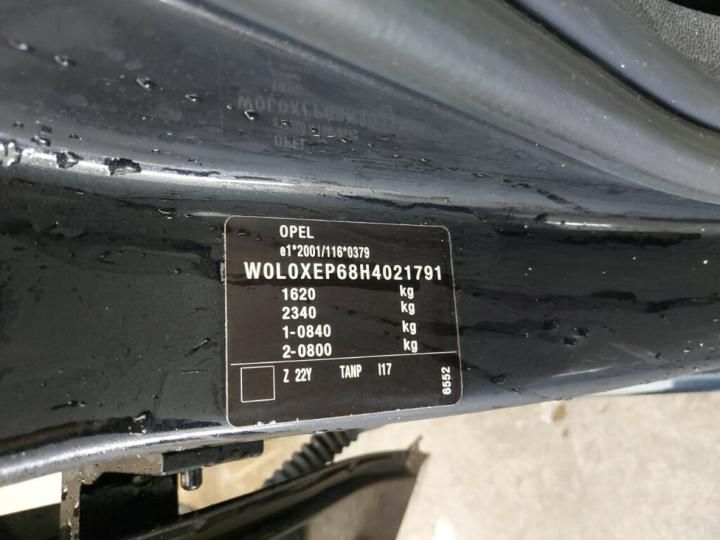 OPEL
e1*2001/116*0379
W0L0XEP68H4021791
1620 kg
2340 kg
1-0840 kg
2-0800 kg
Z 22Y TANP I17
6552